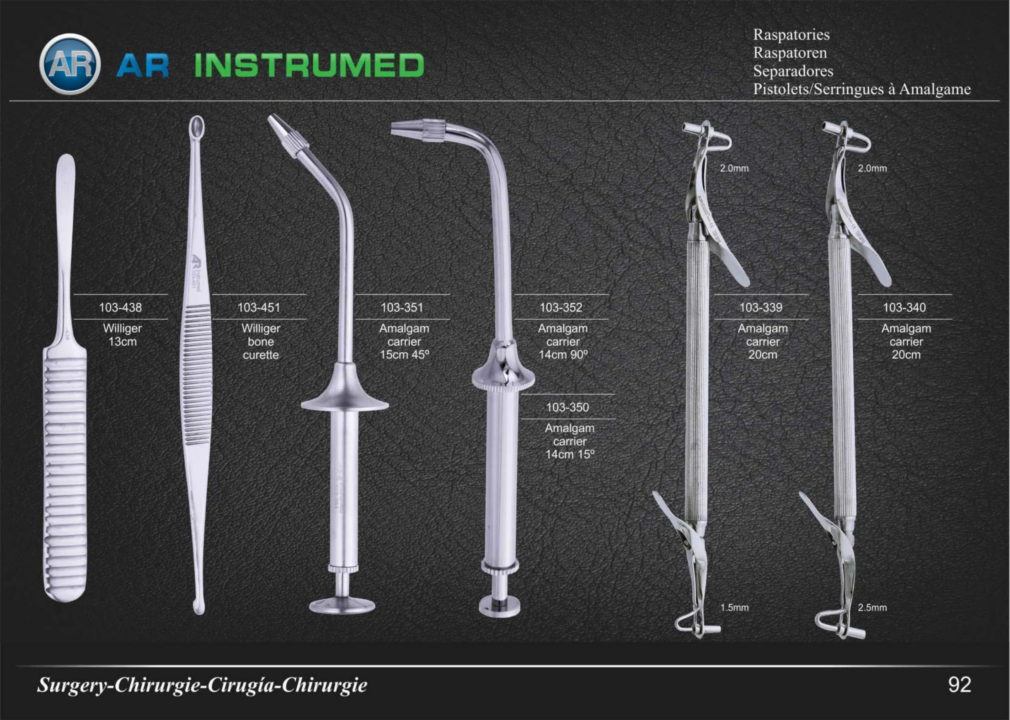 AR AR INSTRUMED
Raspatories
Raspatoren
Separadores
Pistolets/Serringues à Amalgame
2.0mm
2.0mm
103-438
Williger
13cm
103-451
Williger
bone
curette
103-351
Amalgam
carrier
15cm 45º
103-352
Amalgam
carrier
14cm 90º
103-350
Amalgam
carrier
14cm 15º
103-339
Amalgam
carrier
20cm
103-340
Amalgam
carrier
20cm
1.5mm
2.5mm
Surgery-Chirurgie-Cirugía-Chirurgie
92